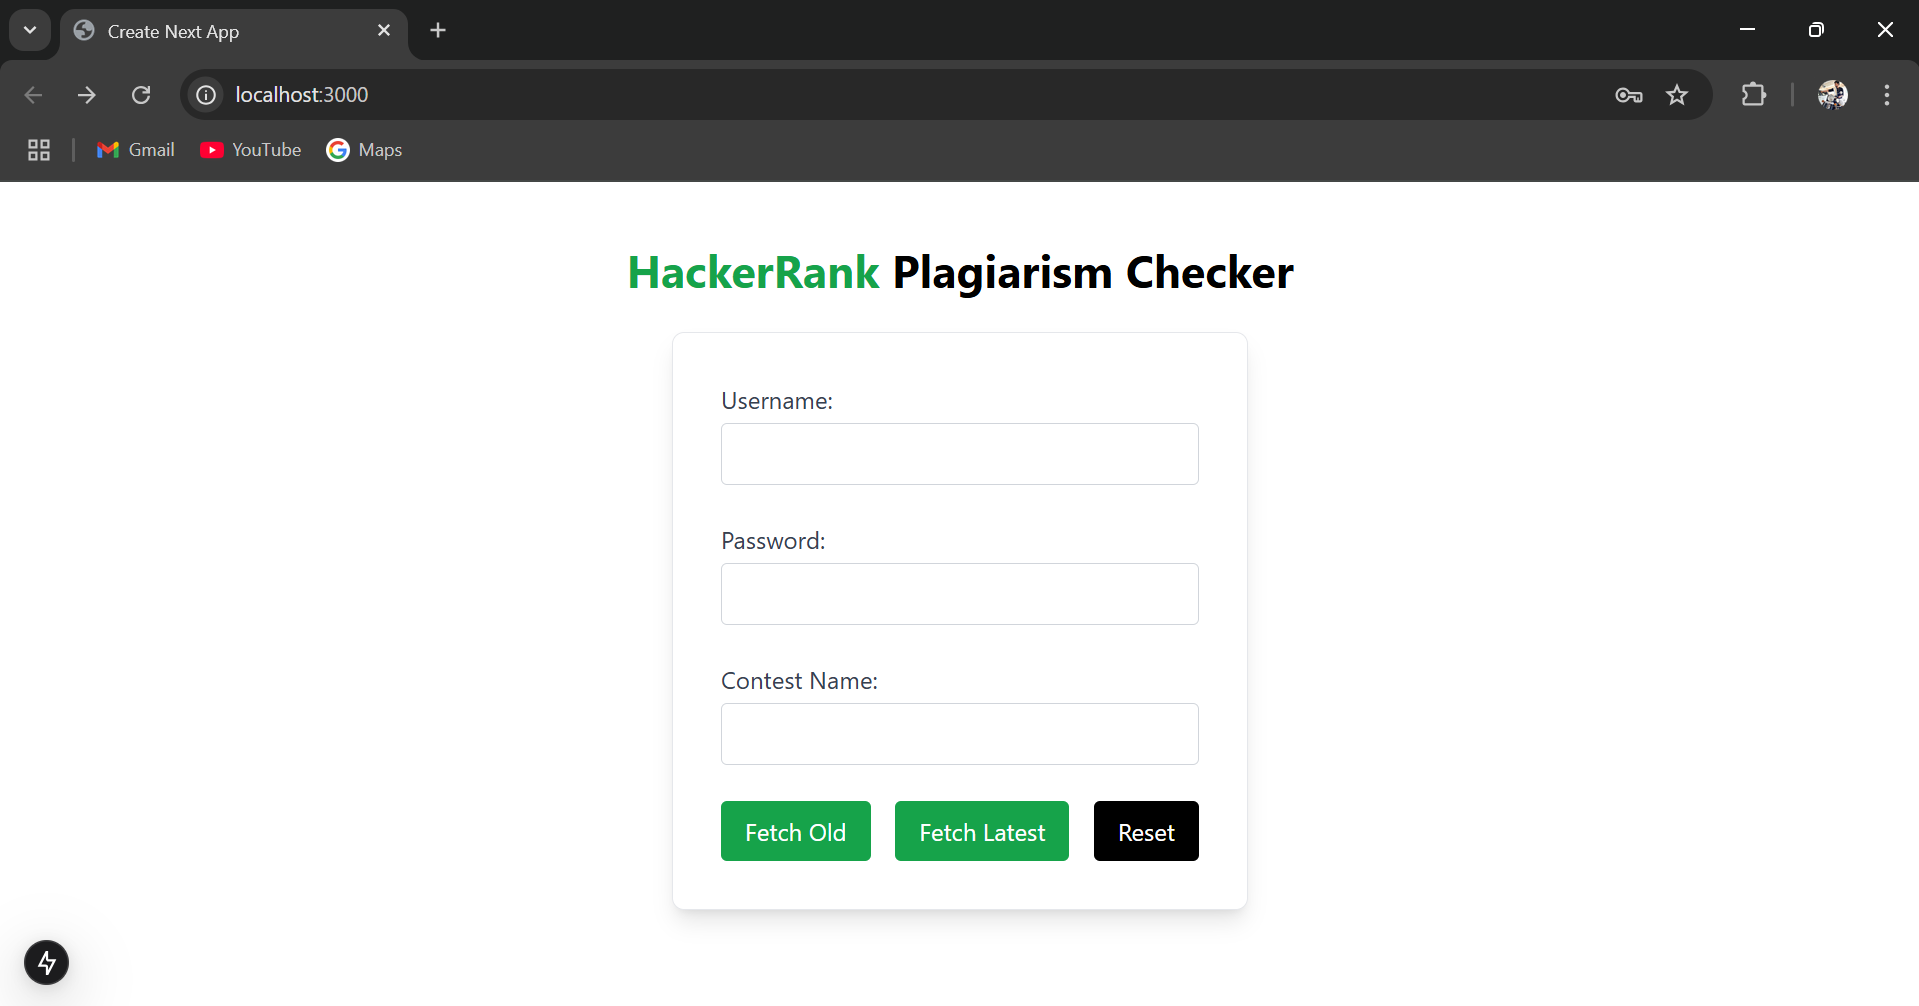 Create Next App
localhost:3000
Gmail YouTube Maps
HackerRank Plagiarism Checker
Username:
Password:
Contest Name:
Fetch Old Fetch Latest Reset